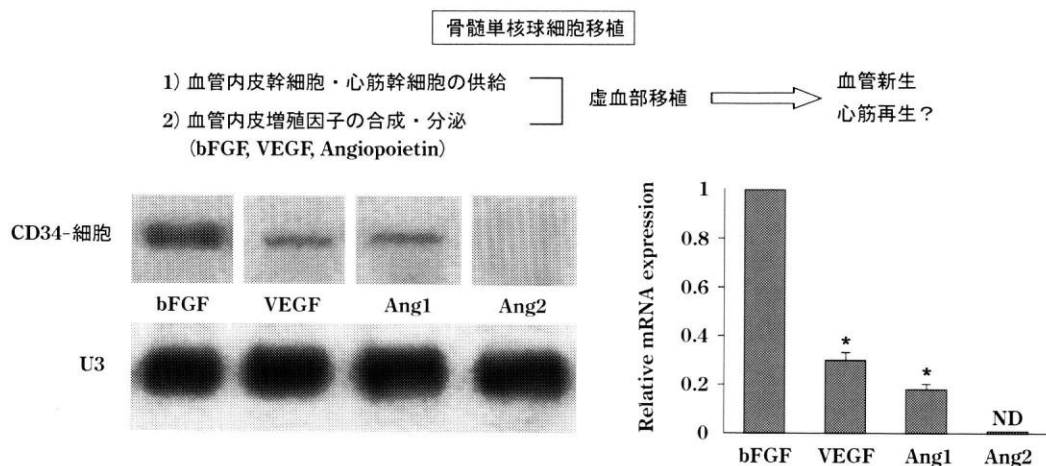 骨髄単核球細胞移植
1) 血管内皮幹細胞・心筋幹細胞の供給
2) 血管内皮増殖因子の合成・分泌
(bFGF, VEGF, Angiopoietin)
虚血部移植
血管新生
心筋再生？
CD34-細胞
bFGF VEGF Ang1 Ang2
U3
Relative mRNA expression
1
0.8
0.6
0.4
0.2
0
*
*
ND
bFGF VEGF Ang1 Ang2